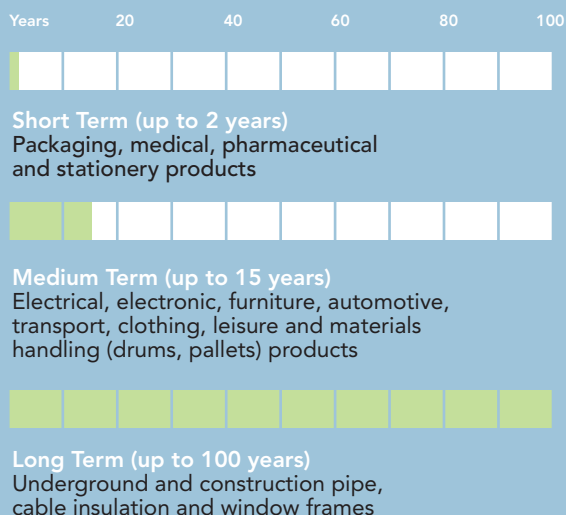 Years 20 40 60 80 100
Short Term (up to 2 years)
Packaging, medical, pharmaceutical
and stationery products
Medium Term (up to 15 years)
Electrical, electronic, furniture, automotive,
transport, clothing, leisure and materials
handling (drums, pallets) products
Long Term (up to 100 years)
Underground and construction pipe,
cable insulation and window frames